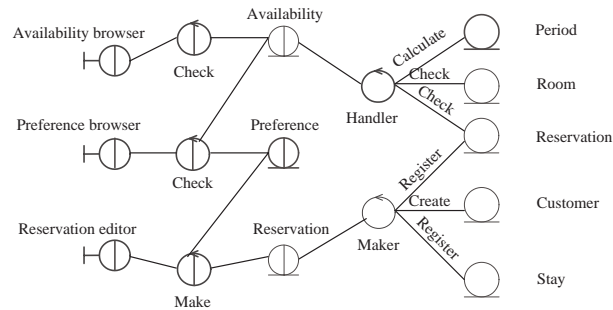 Availability browser
Check
Availability
Calculate
Period
Check
Room
Check
Handler
Reservation
Preference browser
Check
Preference
Register
Reservation editor
Make
Reservation
Maker
Create
Customer
Register
Stay